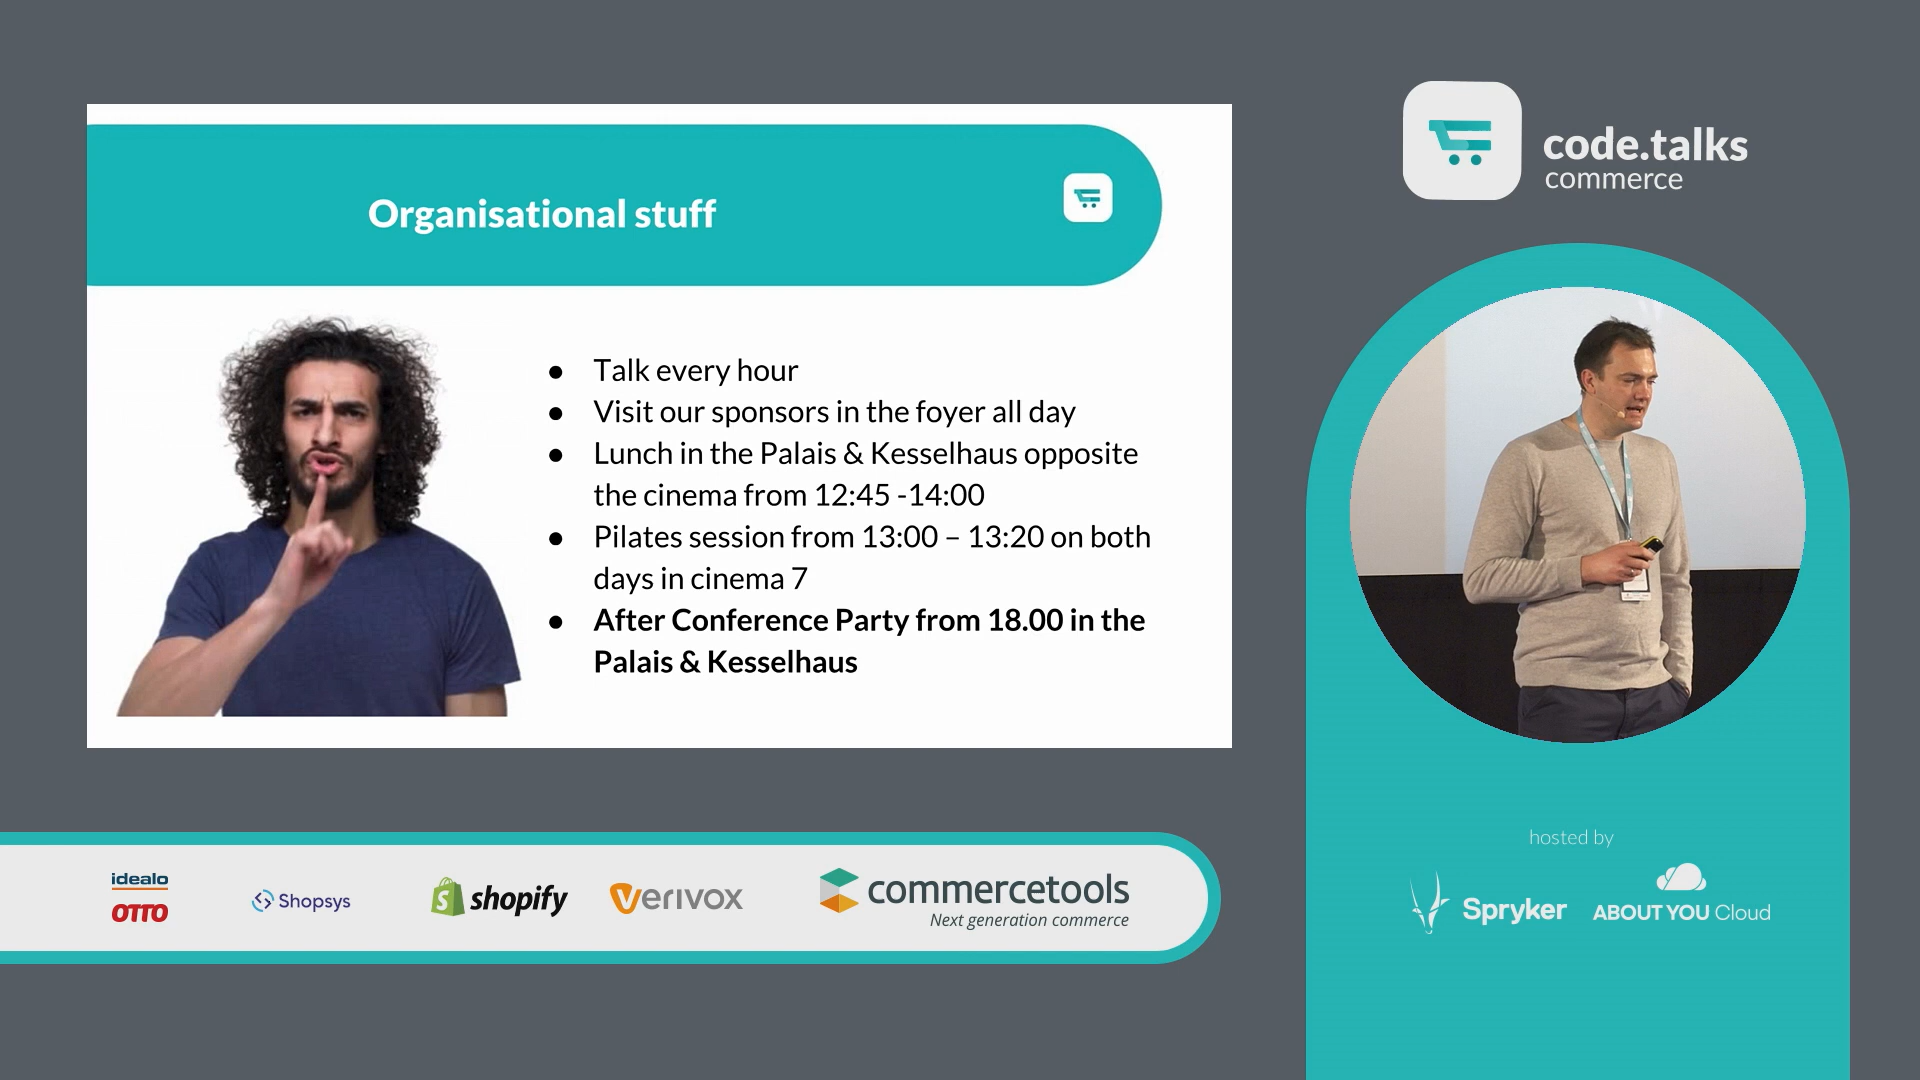 code.talks
commerce
Organisational stuff
● Talk every hour
● Visit our sponsors in the foyer all day
● Lunch in the Palais & Kesselhaus opposite
the cinema from 12:45 -14:00
● Pilates session from 13:00 – 13:20 on both
days in cinema 7
● After Conference Party from 18.00 in the
Palais & Kesselhaus
hosted by
Spryker
ABOUT YOU Cloud
idealo
OTTO
Shopsys
shopify
verivox
commercetools
Next generation commerce